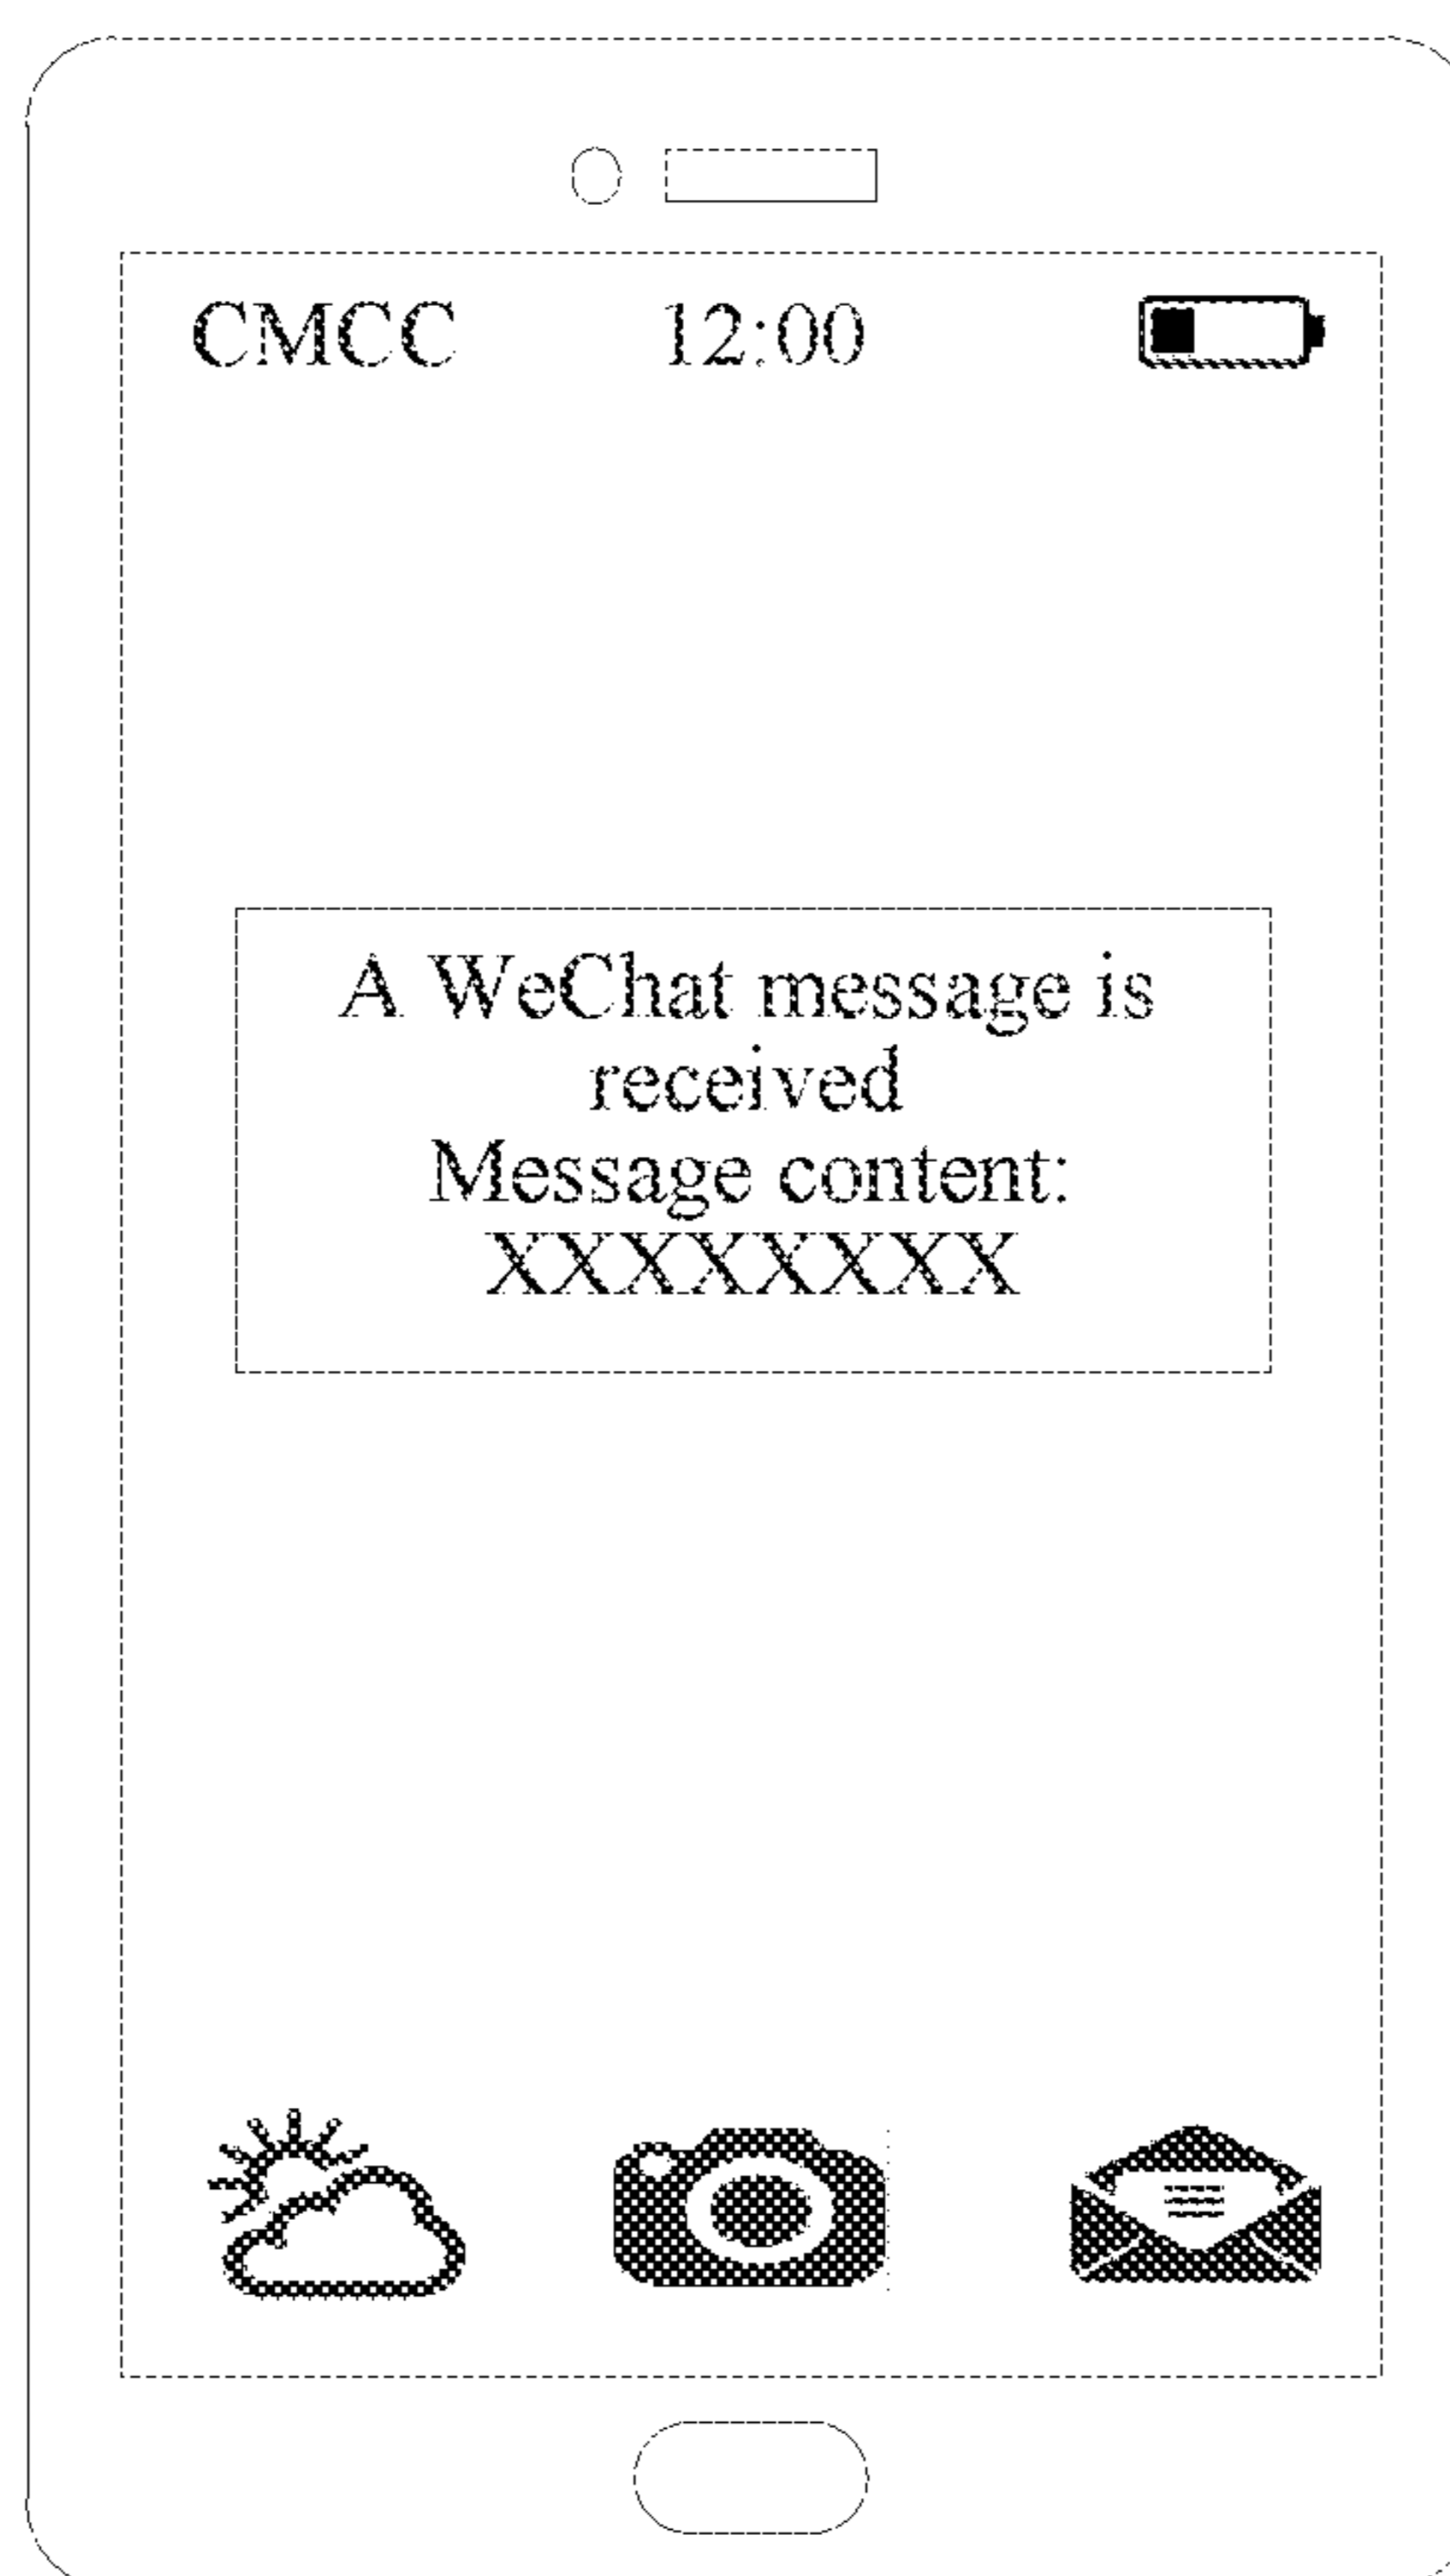 CMCC 12:00
A WeChat message is
received
Message content:
XXXXXXXX